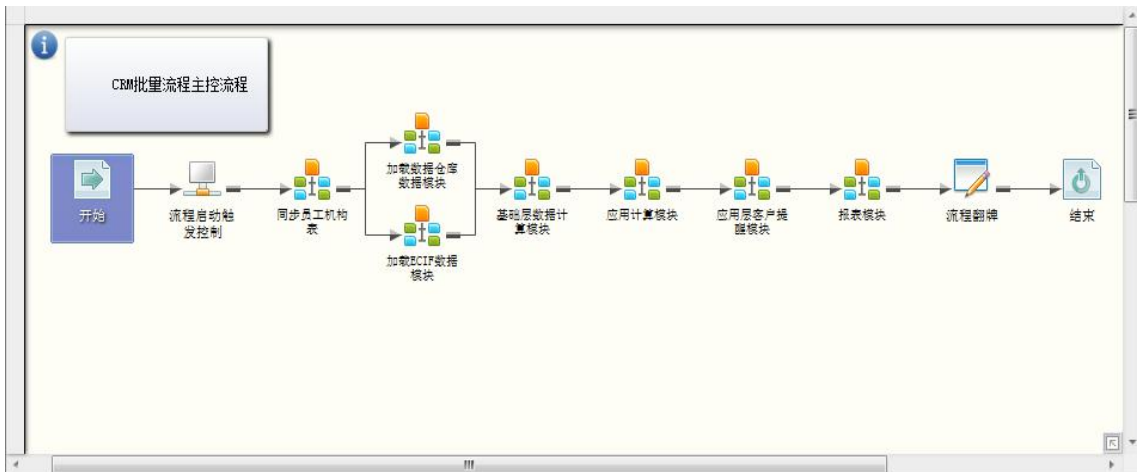 CRM批量流程主控流程
开始
流程启动触
发控制
同步员工机构
表
加载数据仓库
数据模块
加载ECIF数据
模块
基础层数据计
算模块
应用计算模块
应用层客户提
醒模块
报表模块
流程翻牌
结束